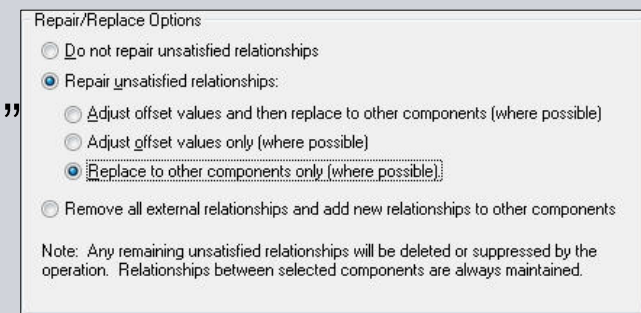 Repair/Replace Options
Do not repair unsatisfied relationships
Repair unsatisfied relationships:
”
Adjust offset values and then replace to other components (where possible)
Adjust offset values only (where possible)
Replace to other components only (where possible).
Remove all external relationships and add new relationships to other components
Note: Any remaining unsatisfied relationships will be deleted or suppressed by the
operation. Relationships between selected components are always maintained.